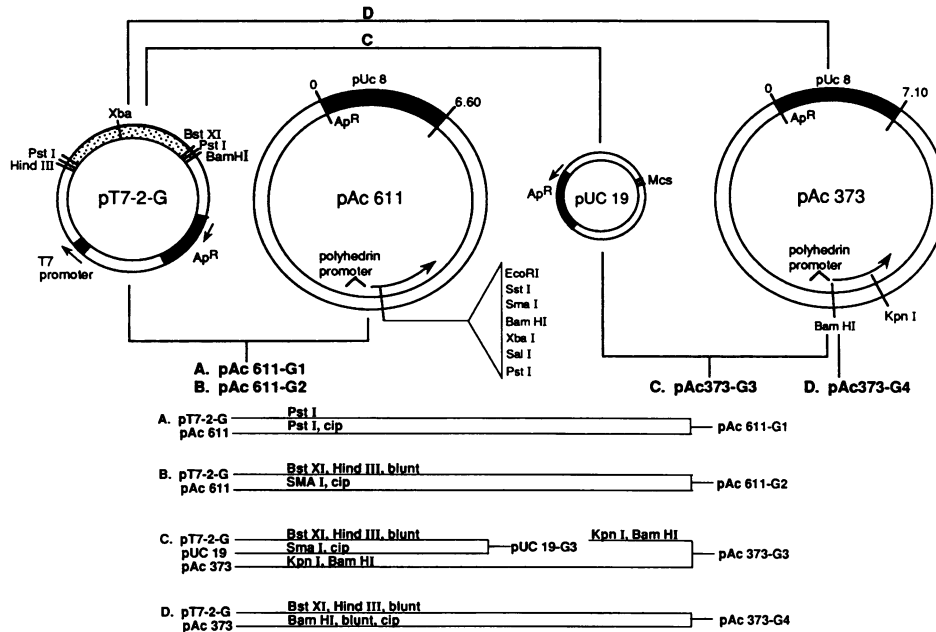 D
C
pUc 8
0
6.60
Ap R
pAc 611
polyhedrin
promoter
EcoRI
Sst I
Sma I
Bam HI
Xba I
Sal I
Pst I
Xba
Bst XI
Pst I
BamHI
Pst I
Hind III
pT7-2-G
T7
promoter
Ap R
Ap R
Mcs
pUC 19
pUc 8
0
7.10
Ap R
pAc 373
polyhedrin
promoter
Bam HI
Kpn I
A. pAc 611-G1
B. pAc 611-G2
C. pAc373-G3
D. pAc373-G4
A. pT7-2-G Pst I
pAc 611 Pst I, cip
pAc 611-G1
B. pT7-2-G Bst XI, Hind III, blunt
pAc 611 SMA I, cip
pAc 611-G2
C. pT7-2-G Bst XI, Hind III, blunt
pUC 19 Sma I, cip
pUC 19-G3
Kpn I, Bam HI
pAc 373 Kpn I, Bam HI
pAc 373-G3
D. pT7-2-G Bst XI, Hind III, blunt
pAc 373 Bam HI, blunt, cip
pAc 373-G4